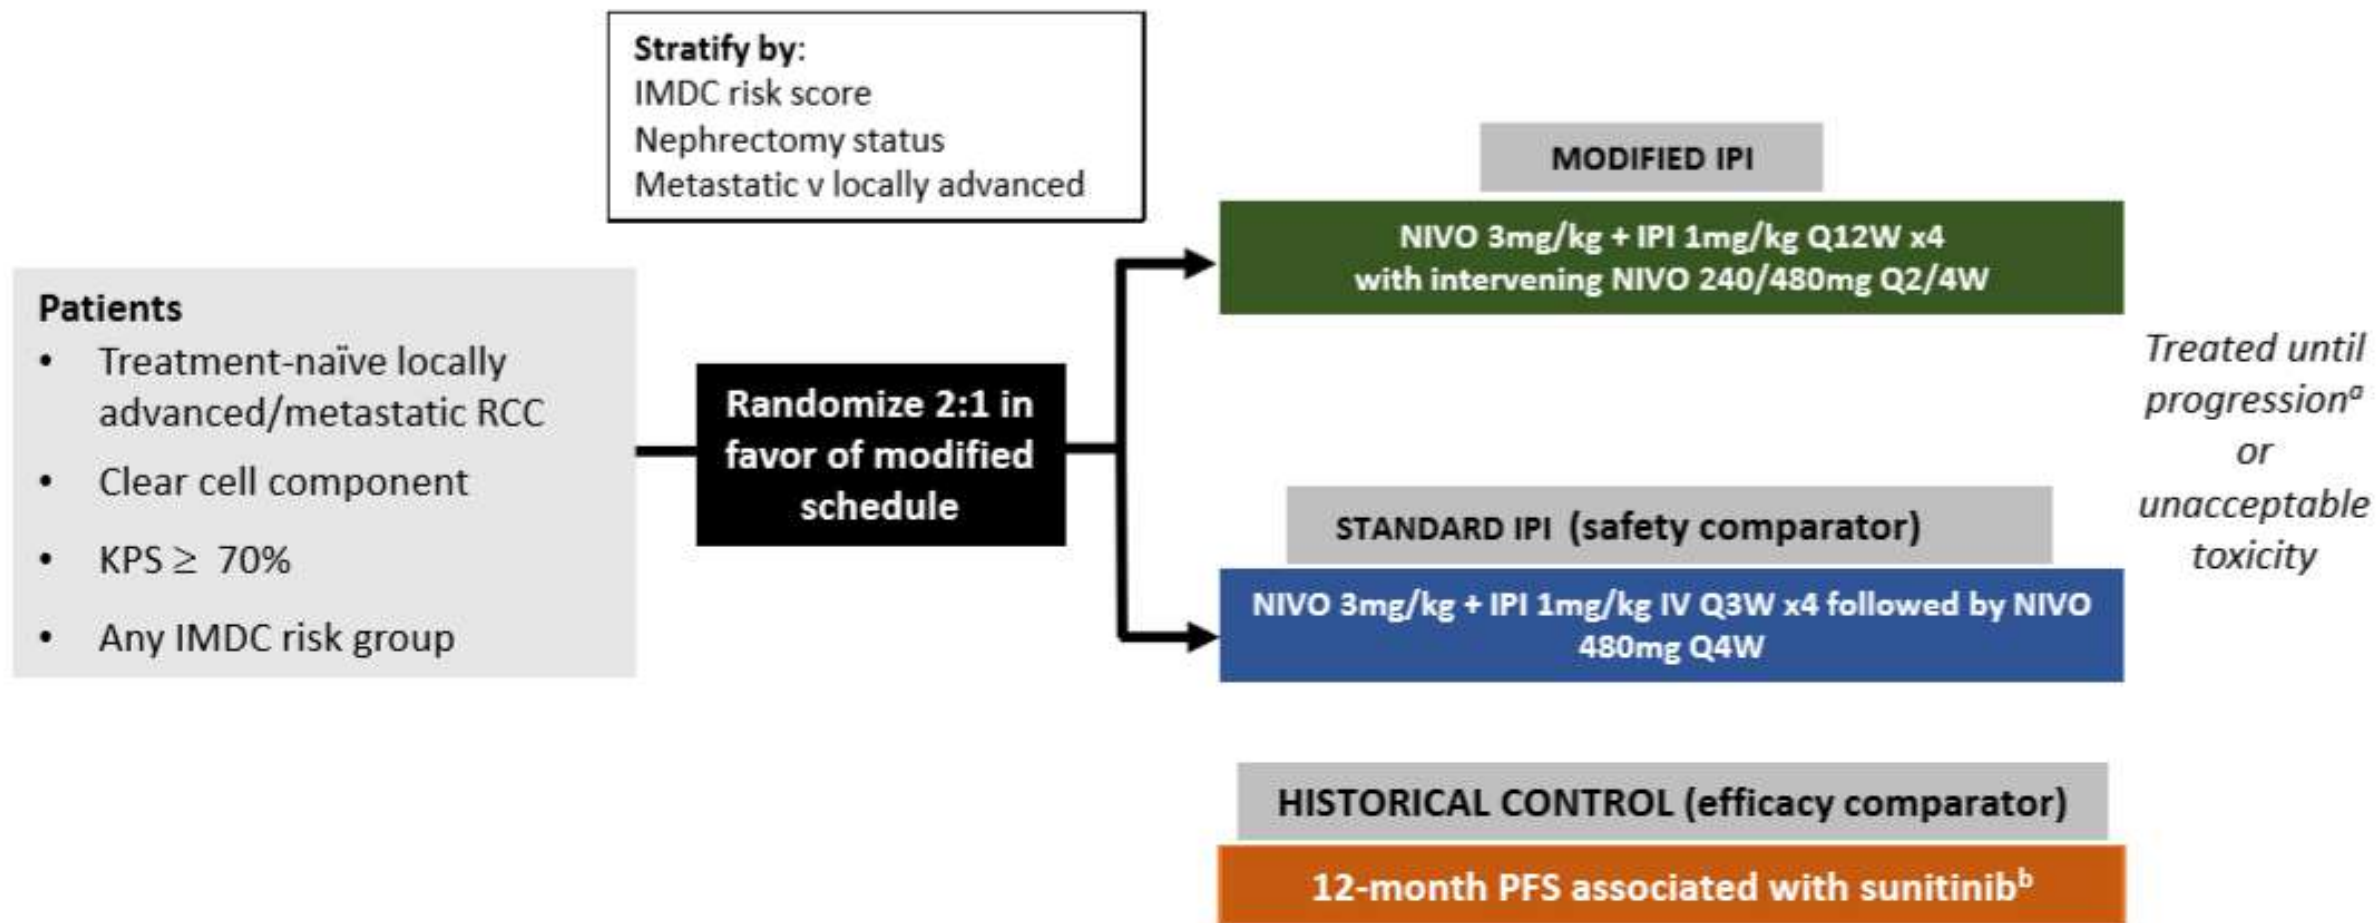 Stratify by:
IMDC risk score
Nephrectomy status
Metastatic v locally advanced
Patients
• Treatment-naïve locally
advanced/metastatic RCC
• Clear cell component
• KPS ≥ 70%
• Any IMDC risk group
Randomize 2:1 in
favor of modified
schedule
MODIFIED IPI
NIVO 3mg/kg + IPI 1mg/kg Q12W x4
with intervening NIVO 240/480mg Q2/4W
STANDARD IPI (safety comparator)
NIVO 3mg/kg + IPI 1mg/kg IV Q3W x4 followed by NIVO
480mg Q4W
Treated until
progressionᵃ
or
unacceptable
toxicity
HISTORICAL CONTROL (efficacy comparator)
12-month PFS associated with sunitinibᵇ